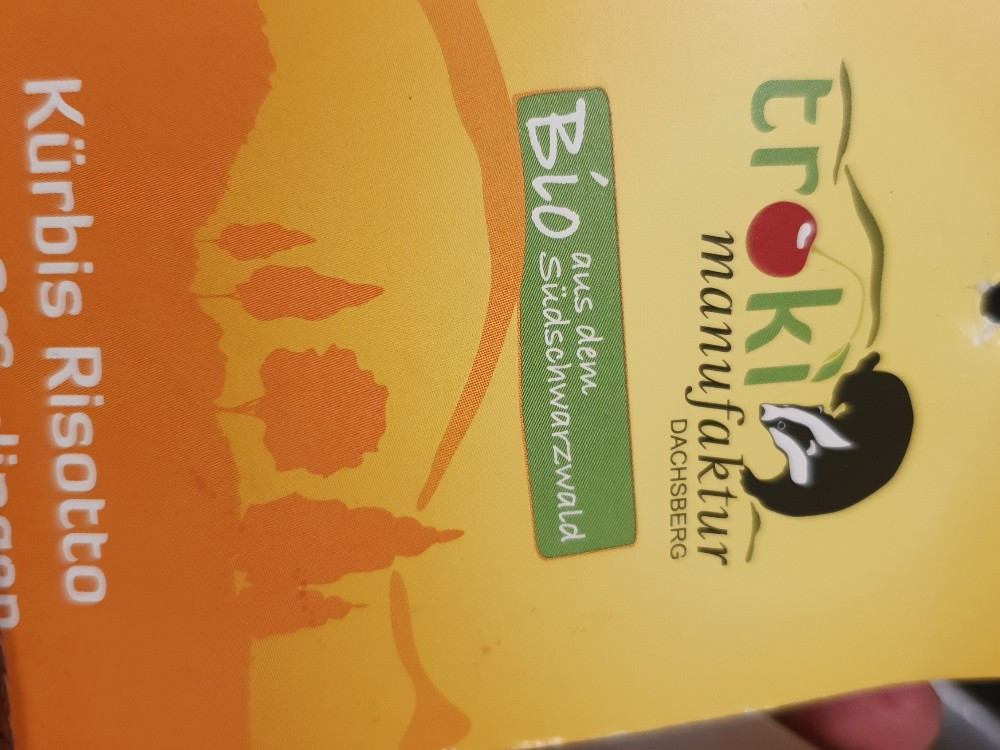 troki
manufaktur
DACHSBERG
Bio aus dem
südschwarzwald
Kürbis Risotto